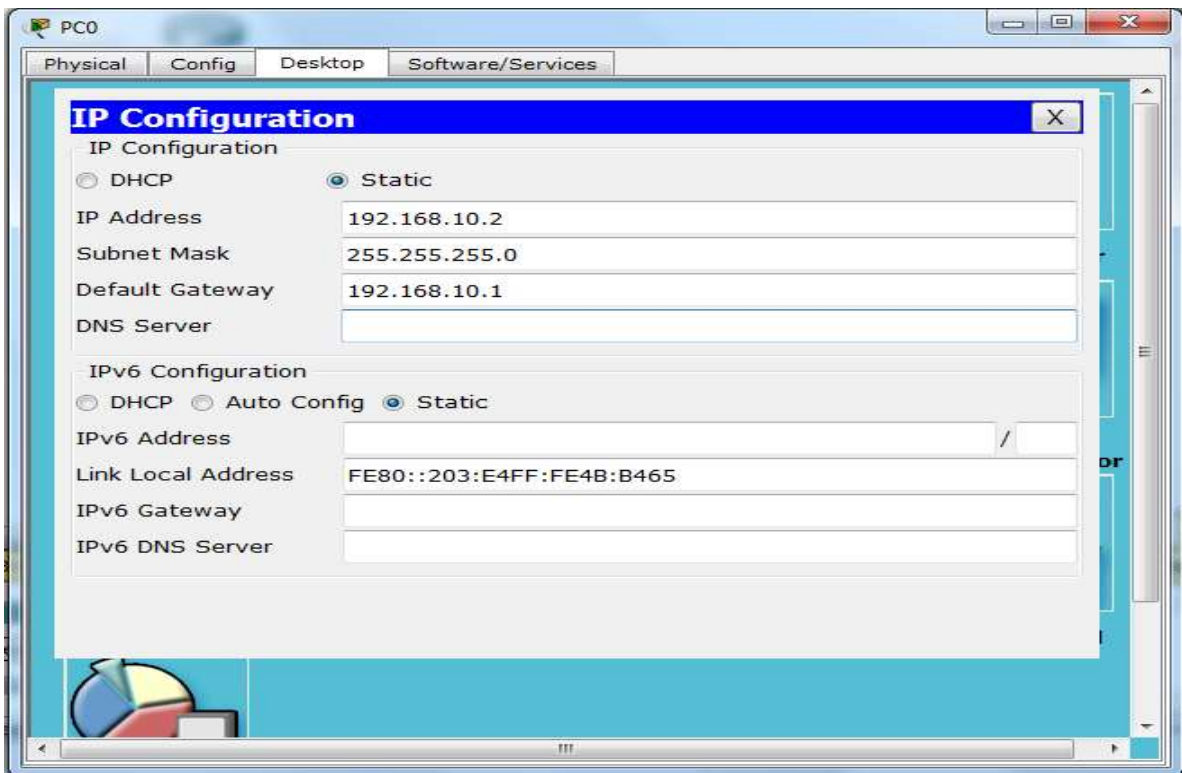 PC0
Physical Config Desktop Software/Services
IP Configuration X
IP Configuration
DHCP Static
IP Address 192.168.10.2
Subnet Mask 255.255.255.0
Default Gateway 192.168.10.1
DNS Server
IPv6 Configuration
DHCP Auto Config Static
IPv6 Address /
Link Local Address FE80::203:E4FF:FE4B:B465
IPv6 Gateway
IPv6 DNS Server